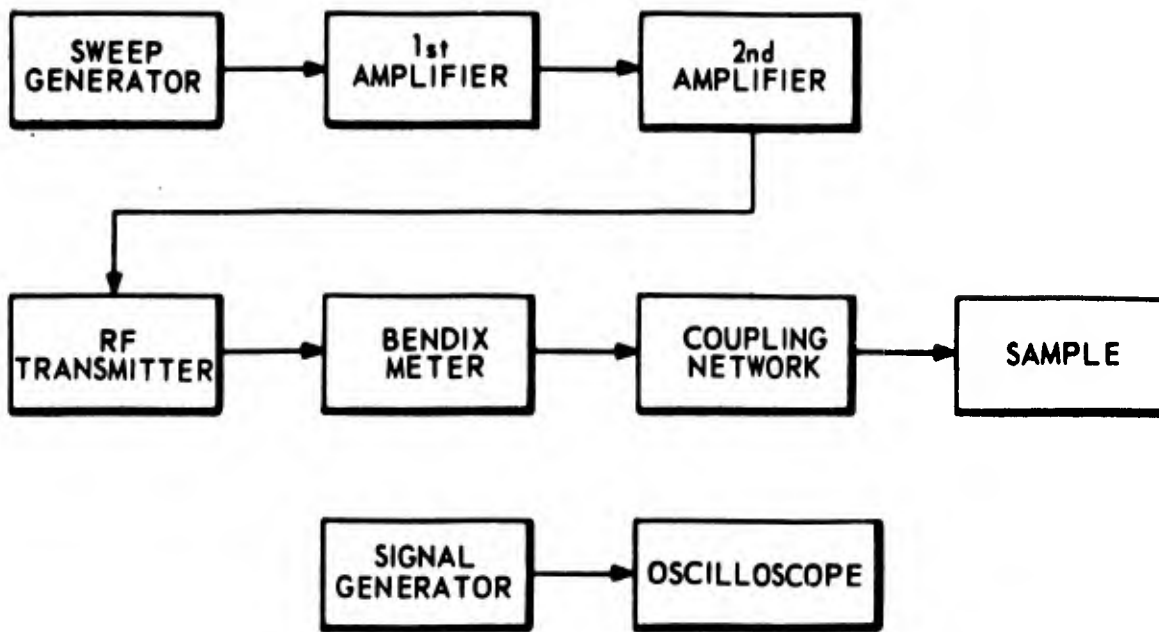 SWEEP
GENERATOR
1st
AMPLIFIER
2nd
AMPLIFIER
RF
TRANSMITTER
BENDIX
METER
COUPLING
NETWORK
SAMPLE
SIGNAL
GENERATOR
OSCILLOSCOPE